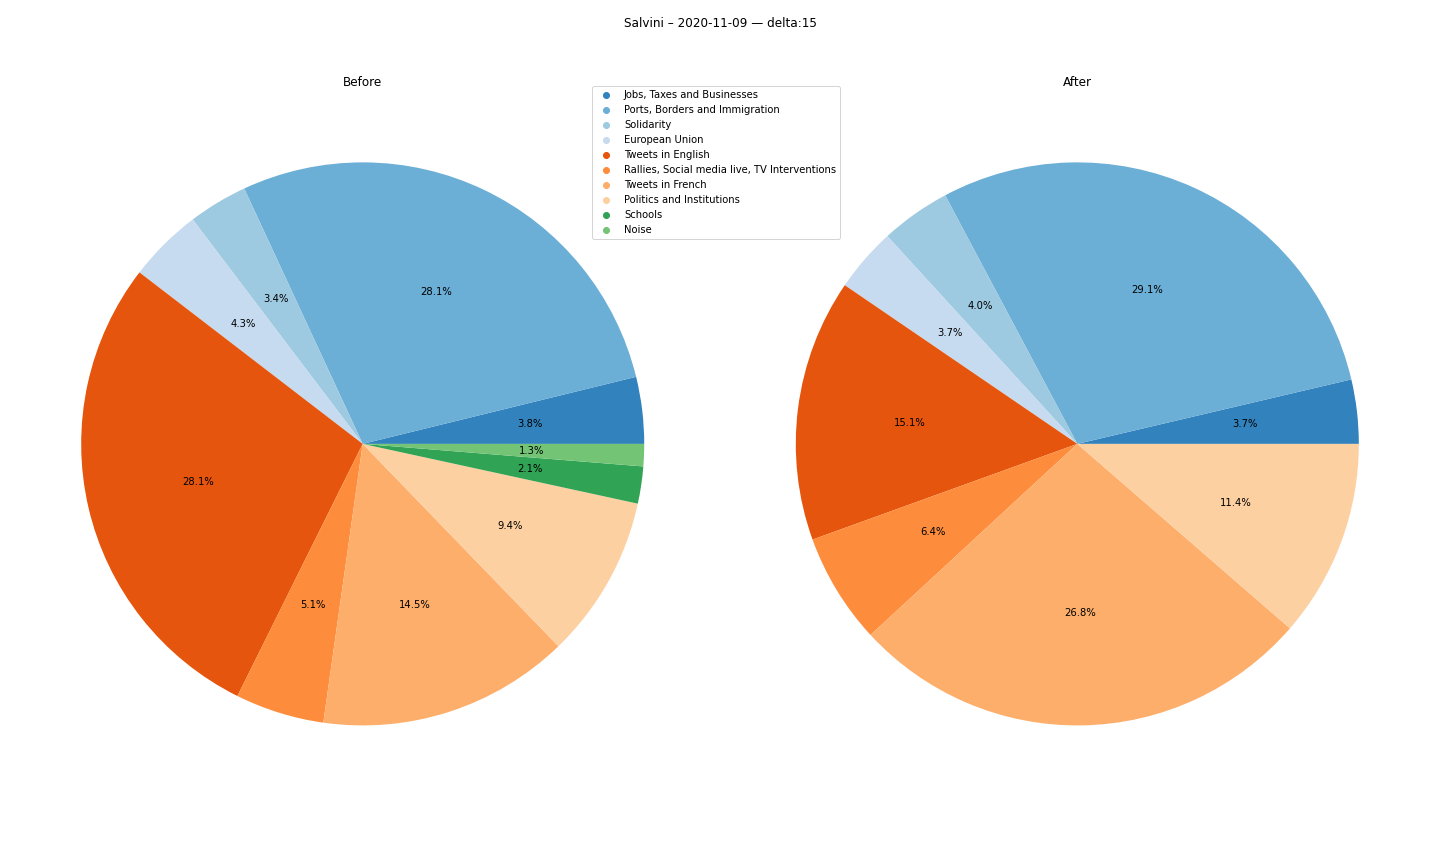 Salvini – 2020-11-09 — delta:15
Before
After
Jobs, Taxes and Businesses
Ports, Borders and Immigration
Solidarity
European Union
Tweets in English
Rallies, Social media live, TV Interventions
Tweets in French
Politics and Institutions
Schools
Noise
28.1%
3.4%
4.3%
3.8%
1.3%
2.1%
28.1%
9.4%
5.1%
14.5%
29.1%
4.0%
3.7%
15.1%
3.7%
11.4%
6.4%
26.8%